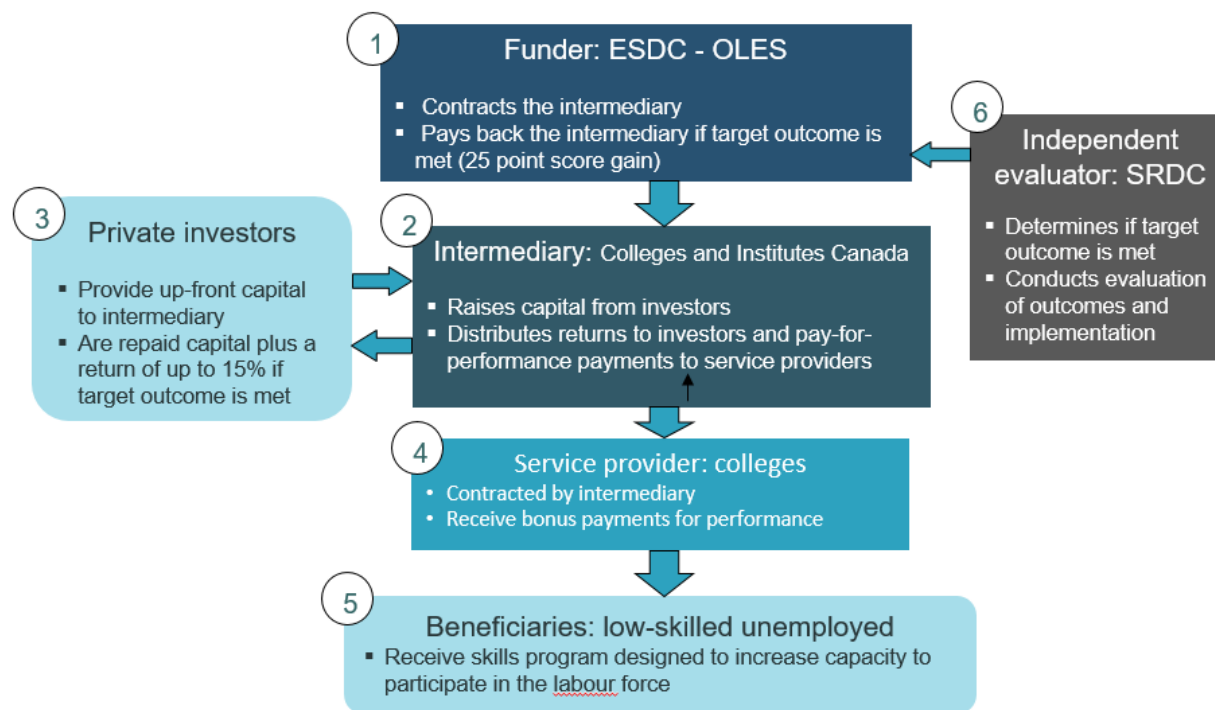 1
Funder: ESDC - OLES
▪ Contracts the intermediary
▪ Pays back the intermediary if target outcome is
met (25 point score gain)
6
Independent
evaluator: SRDC
▪ Determines if target
outcome is met
▪ Conducts evaluation
of outcomes and
implementation
2
Intermediary: Colleges and Institutes Canada
▪ Raises capital from investors
▪ Distributes returns to investors and pay-for-
performance payments to service providers
3
Private investors
▪ Provide up-front capital
to intermediary
▪ Are repaid capital plus a
return of up to 15% if
target outcome is met
4
Service provider: colleges
• Contracted by intermediary
• Receive bonus payments for performance
5
Beneficiaries: low-skilled unemployed
▪ Receive skills program designed to increase capacity to
participate in the labour force